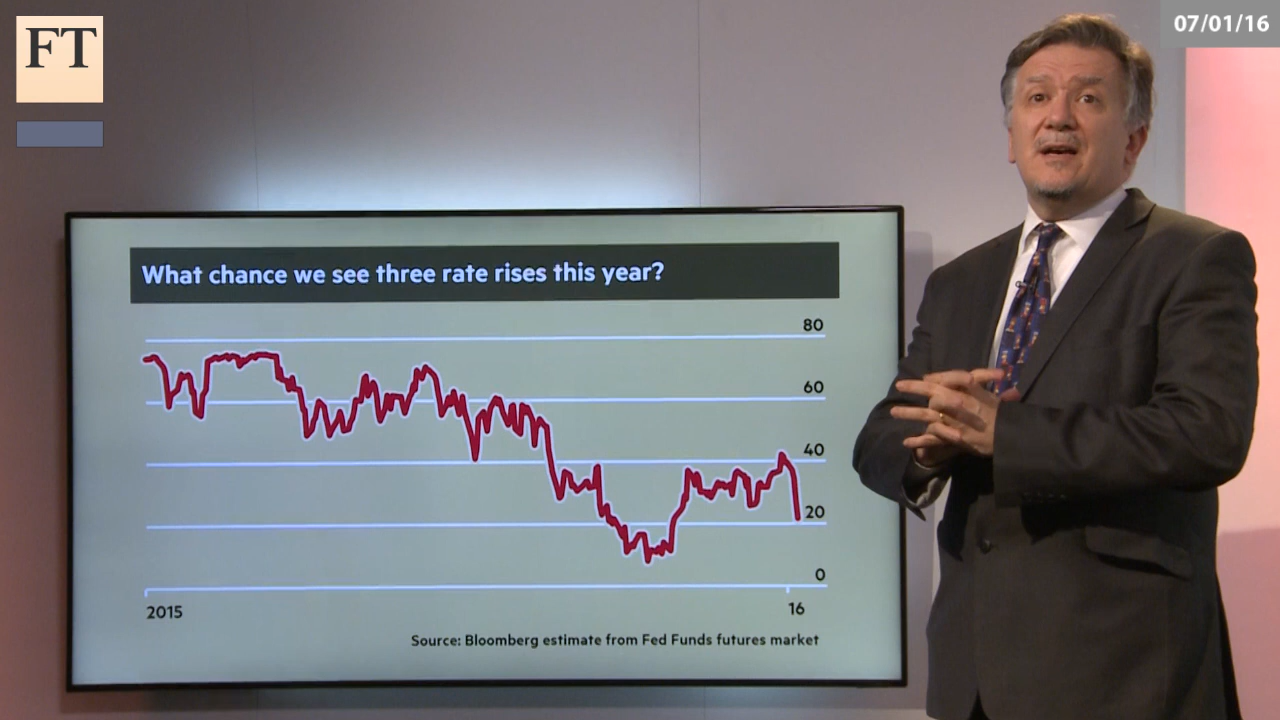 FT
07/01/16
What chance we see three rate rises this year?
80
60
40
20
0
2015
16
Source: Bloomberg estimate from Fed Funds futures market